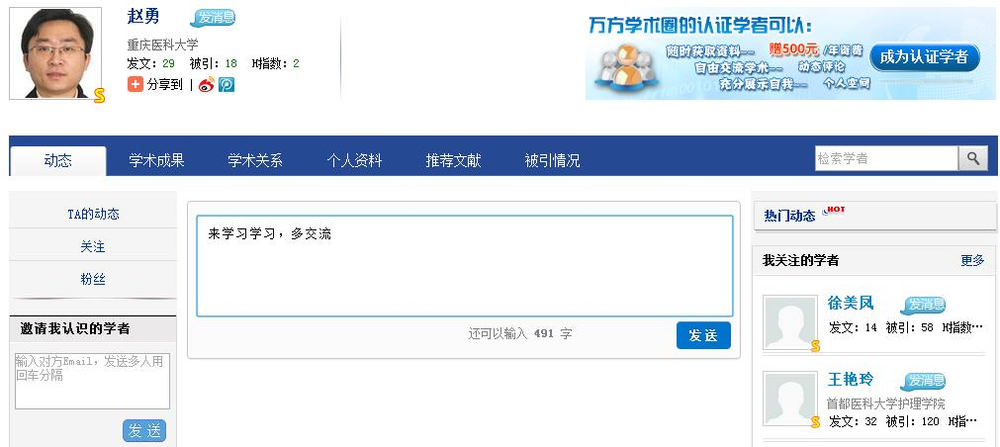 赵勇 发消息
重庆医科大学
发文：29 被引：18 H指数：2
分享到 |
万方学术圈的认证学者可以：
随时获取资料—— 赠500元 /年资费
自由交流学术—— 动态评论
充分展示自我—— 个人空间
成为认证学者
动态 学术成果 学术关系 个人资料 推荐文献 被引情况
检索学者
TA的动态
关注
粉丝
邀请我认识的学者
输入对方Email，发送多人用
回车分隔
发 送
来学习学习，多交流
还可以输入 491 字
发 送
热门动态 HOT
我关注的学者 更多
徐美凤 发消息
发文：14 被引：58 H指数…
王艳玲 发消息
首都医科大学护理学院
发文：32 被引：120 H指…